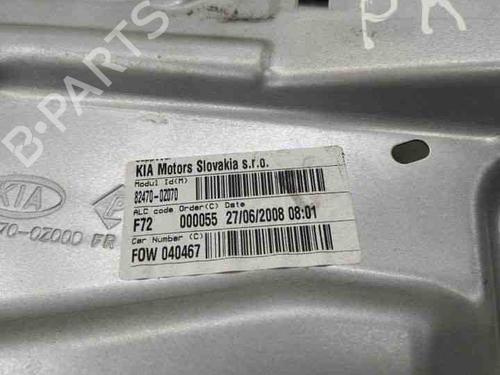 PK
KIA Motors Slovakia s.r.o.
Modul Id(M)
82470-0Z070
ALC code Order(C) Date
F72 000055 27/06/2008 08:01
Car Number (C)
FOW 040467
KIA
70-0Z000 FR
B-PARTS